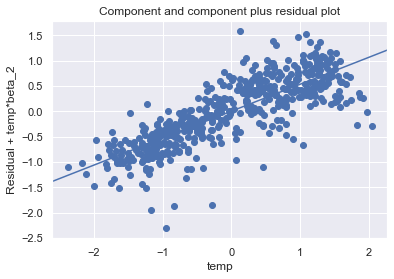 Component and component plus residual plot
Residual + temp*beta_2
1.5
1.0
0.5
0.0
-0.5
-1.0
-1.5
-2.0
-2.5
−2 −1 0 1 2
temp